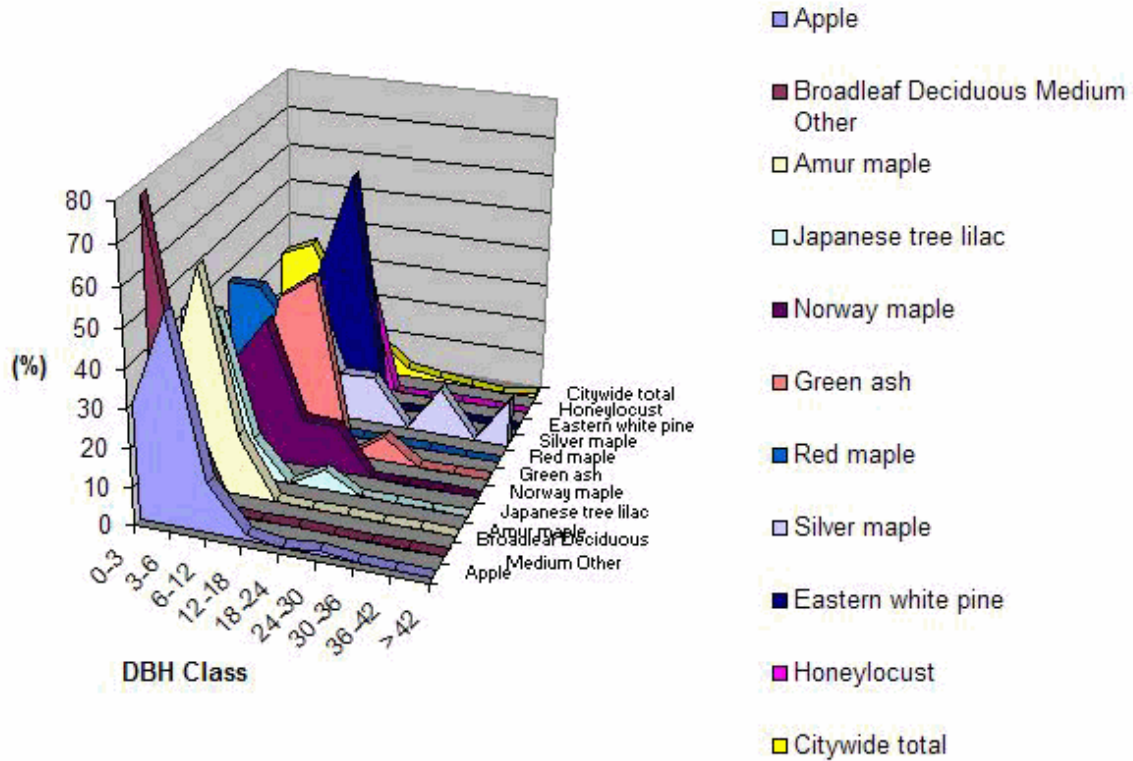 80
70
60
50
(%)
40
30
20
10
0
0-3
3-6
6-12
12-18
18-24
24-30
30-36
36-42
>42
DBH Class
Citywide total
Honeylocust
Eastern white pine
Silver maple
Red maple
Green ash
Norway maple
Japanese tree lilac
Amur maple
Broadleaf Deciduous
Medium Other
Apple
Apple
Broadleaf Deciduous Medium
Other
Amur maple
Japanese tree lilac
Norway maple
Green ash
Red maple
Silver maple
Eastern white pine
Honeylocust
Citywide total